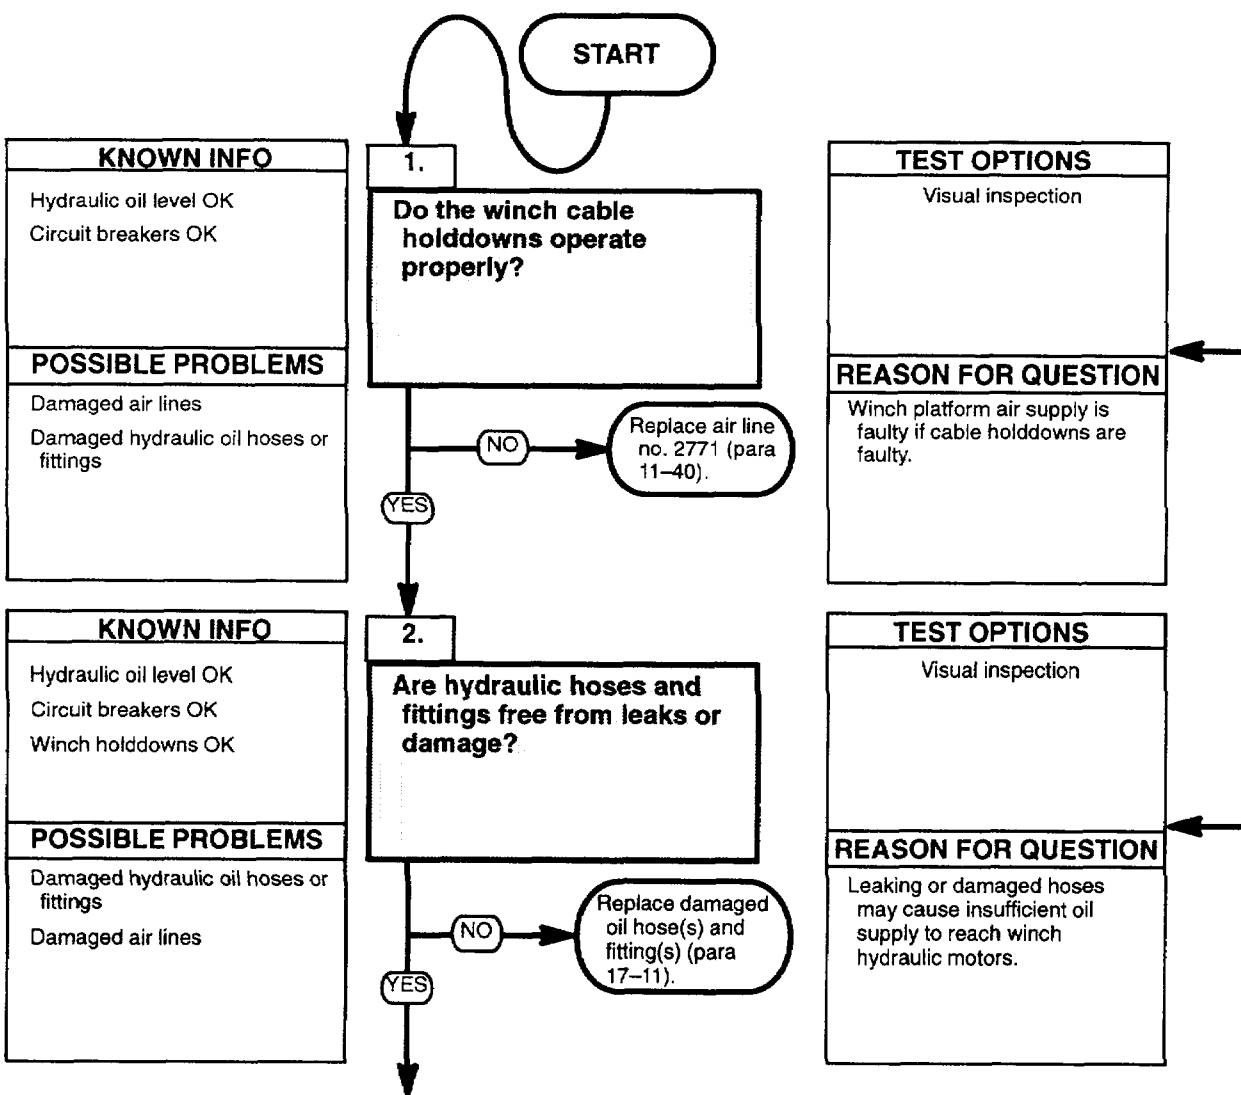 START
KNOWN INFO
Hydraulic oil level OK
Circuit breakers OK
POSSIBLE PROBLEMS
Damaged air lines
Damaged hydraulic oil hoses or
fittings
1.
Do the winch cable
holddowns operate
properly?
NO
Replace air line
no. 2771 (para
11–40).
YES
TEST OPTIONS
Visual inspection
REASON FOR QUESTION
Winch platform air supply is
faulty if cable holddowns are
faulty.
KNOWN INFO
Hydraulic oil level OK
Circuit breakers OK
Winch holddowns OK
POSSIBLE PROBLEMS
Damaged hydraulic oil hoses or
fittings
Damaged air lines
2.
Are hydraulic hoses and
fittings free from leaks or
damage?
NO
Replace damaged
oil hose(s) and
fitting(s) (para
17–11).
YES
TEST OPTIONS
Visual inspection
REASON FOR QUESTION
Leaking or damaged hoses
may cause insufficient oil
supply to reach winch
hydraulic motors.